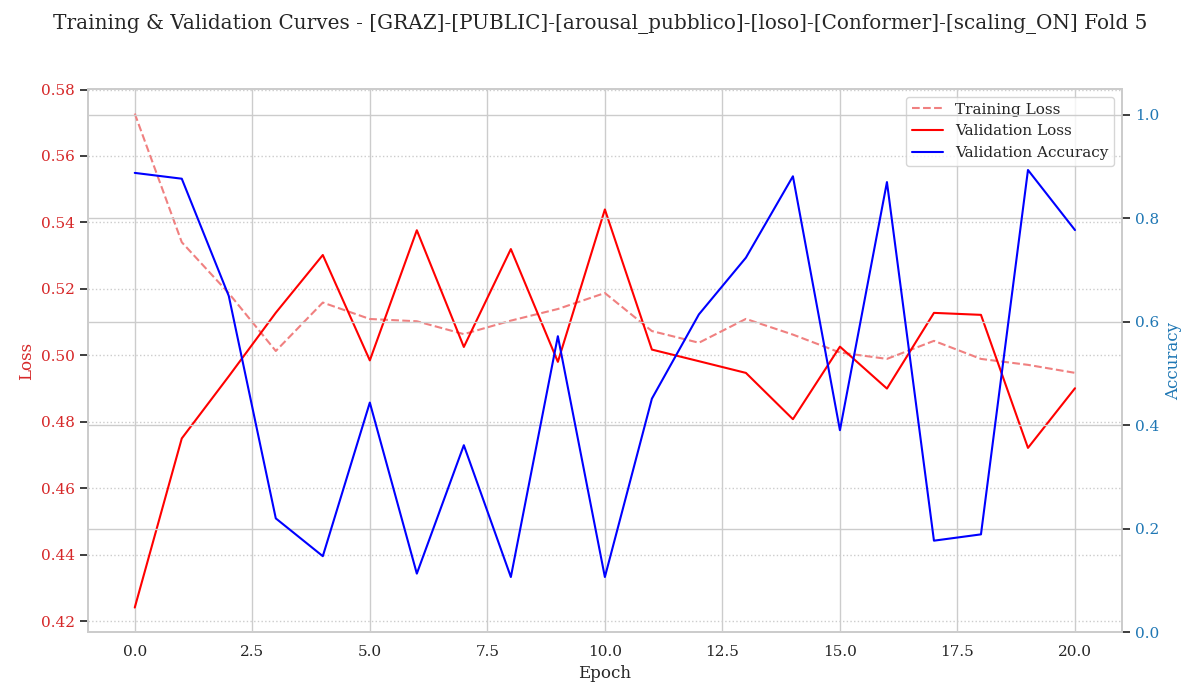 Training & Validation Curves - [GRAZ]-[PUBLIC]-[arousal_pubblico]-[loso]-[Conformer]-[scaling_ON] Fold 5
Training Loss
Validation Loss
Validation Accuracy
0.58
0.56
0.54
0.52
0.50
0.48
0.46
0.44
0.42
Loss
1.0
0.8
0.6
0.4
0.2
0.0
Accuracy
0.0 2.5 5.0 7.5 10.0 12.5 15.0 17.5 20.0
Epoch